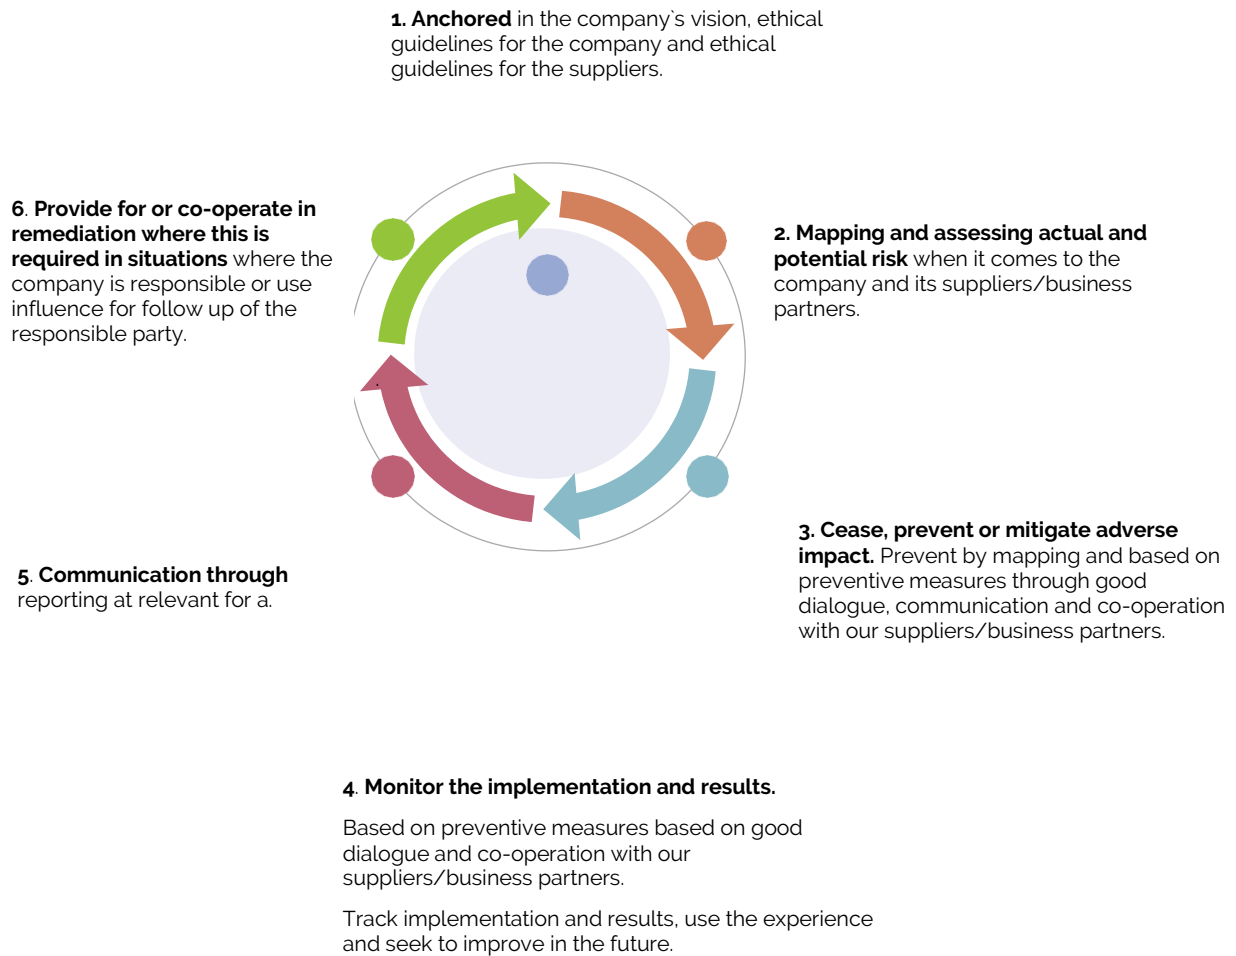 1. Anchored in the company`s vision, ethical
guidelines for the company and ethical
guidelines for the suppliers.
6. Provide for or co-operate in
remediation where this is
required in situations where the
company is responsible or use
influence for follow up of the
responsible party.
2. Mapping and assessing actual and
potential risk when it comes to the
company and its suppliers/business
partners.
3. Cease, prevent or mitigate adverse
impact. Prevent by mapping and based on
preventive measures through good
dialogue, communication and co-operation
with our suppliers/business partners.
5. Communication through
reporting at relevant for a.
4. Monitor the implementation and results.
Based on preventive measures based on good
dialogue and co-operation with our
suppliers/business partners.
Track implementation and results, use the experience
and seek to improve in the future.